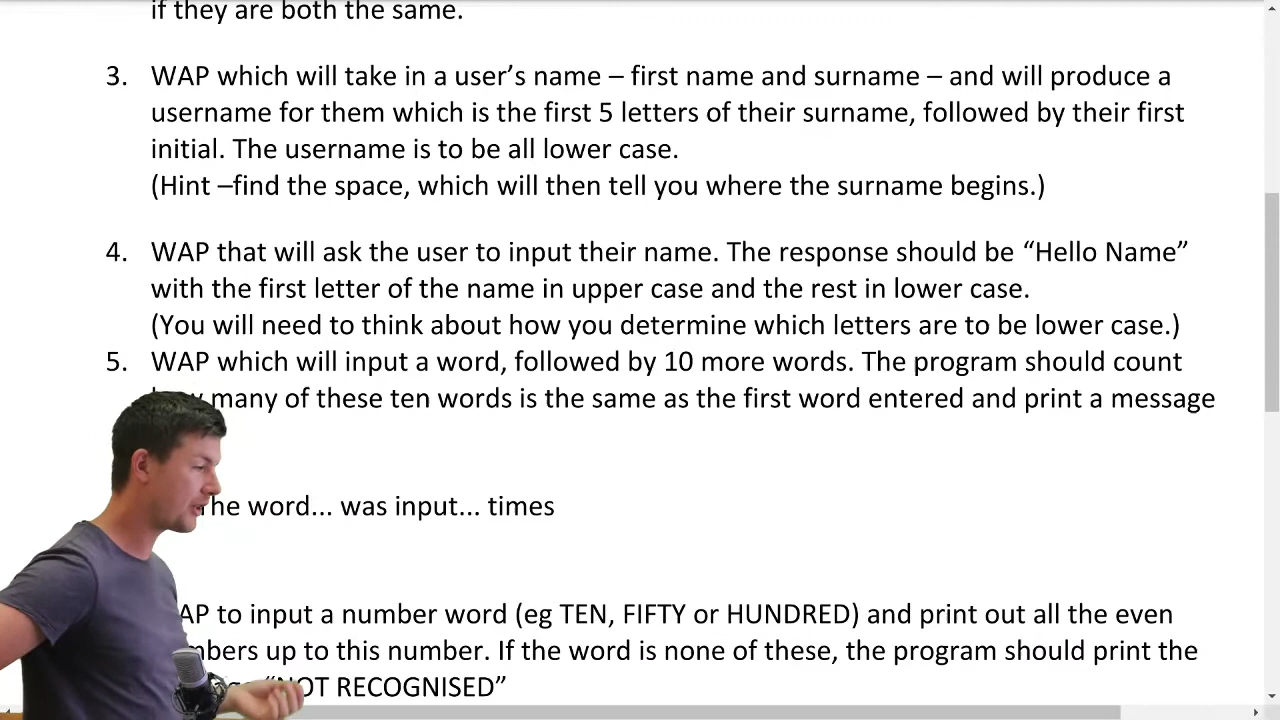 if they are both the same.
3. WAP which will take in a user’s name – first name and surname – and will produce a
username for them which is the first 5 letters of their surname, followed by their first
initial. The username is to be all lower case.
(Hint –find the space, which will then tell you where the surname begins.)
4. WAP that will ask the user to input their name. The response should be “Hello Name”
with the first letter of the name in upper case and the rest in lower case.
(You will need to think about how you determine which letters are to be lower case.)
5. WAP which will input a word, followed by 10 more words. The program should count
many of these ten words is the same as the first word entered and print a message
The word... was input... times
WAP to input a number word (eg TEN, FIFTY or HUNDRED) and print out all the even
up to this number. If the word is none of these, the program should print the
“NOT RECOGNISED”